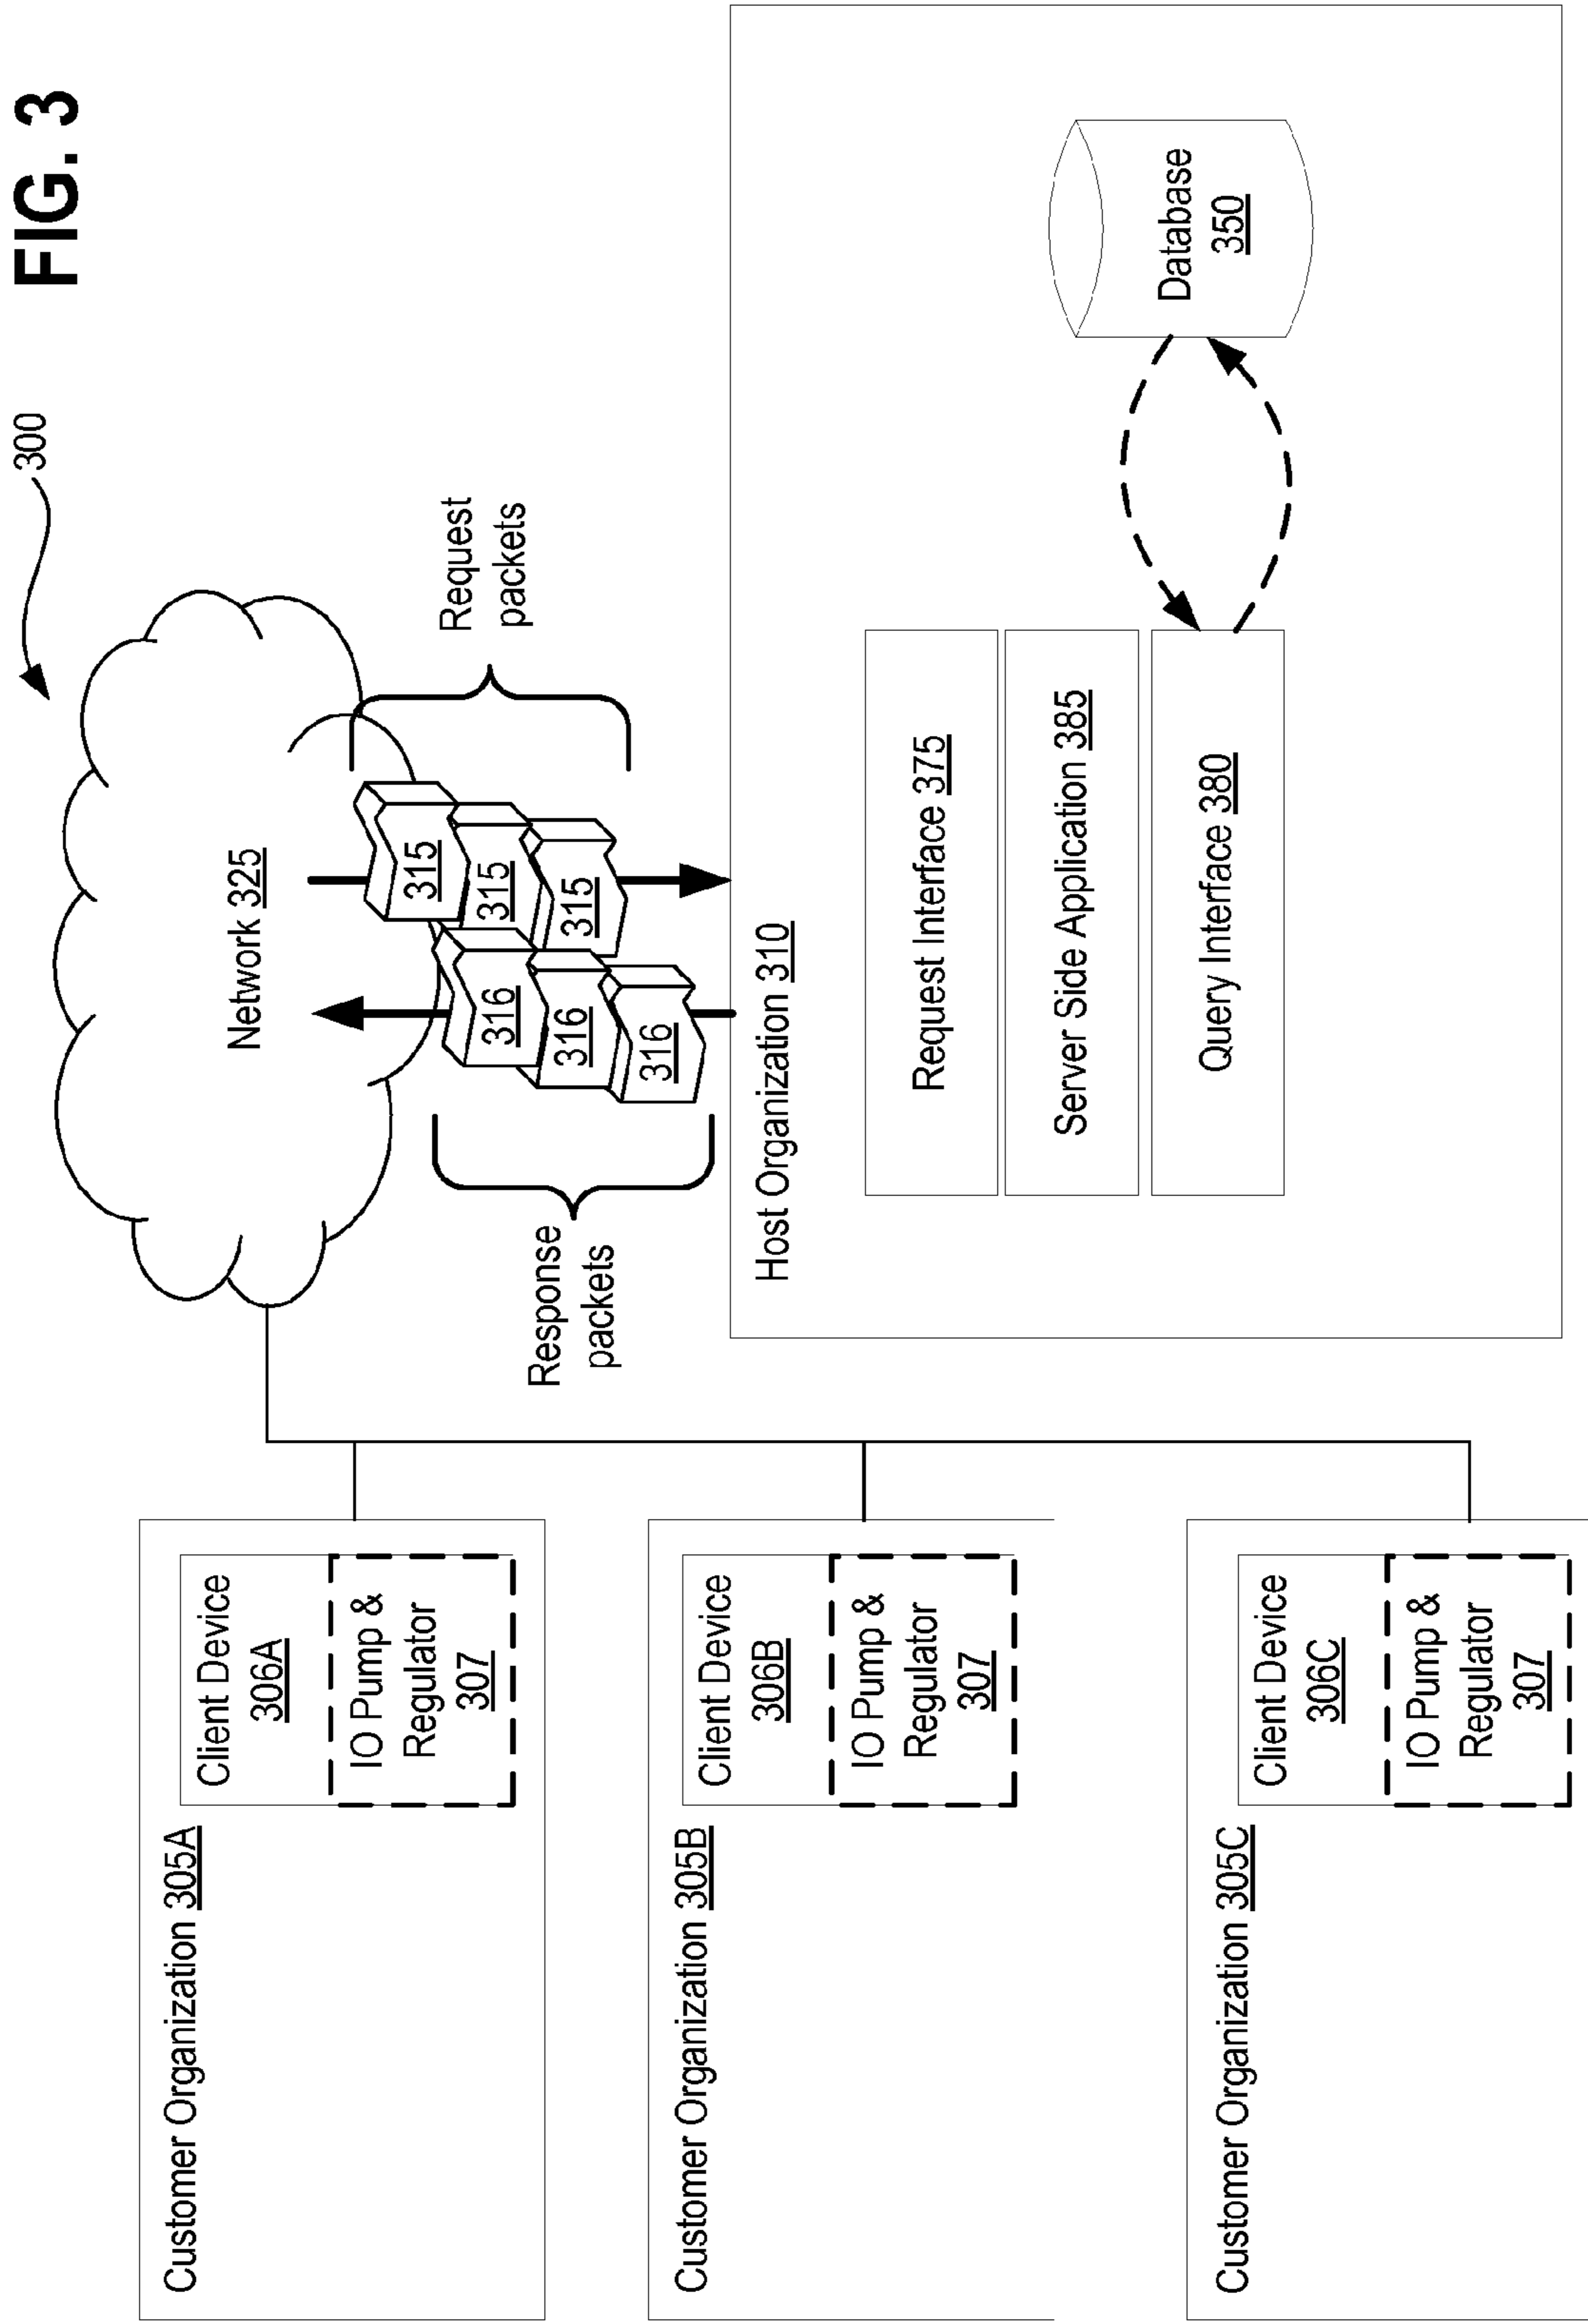 FIG. 3
300
Network 325
Request
packets
315
315
315
316
316
316
Response
packets
Customer Organization 305A
Client Device
306A
IO Pump &
Regulator
307
Customer Organization 305B
Client Device
306B
IO Pump &
Regulator
307
Customer Organization 305C
Client Device
306C
IO Pump &
Regulator
307
Host Organization 310
Request Interface 375
Server Side Application 385
Query Interface 380
Database
350